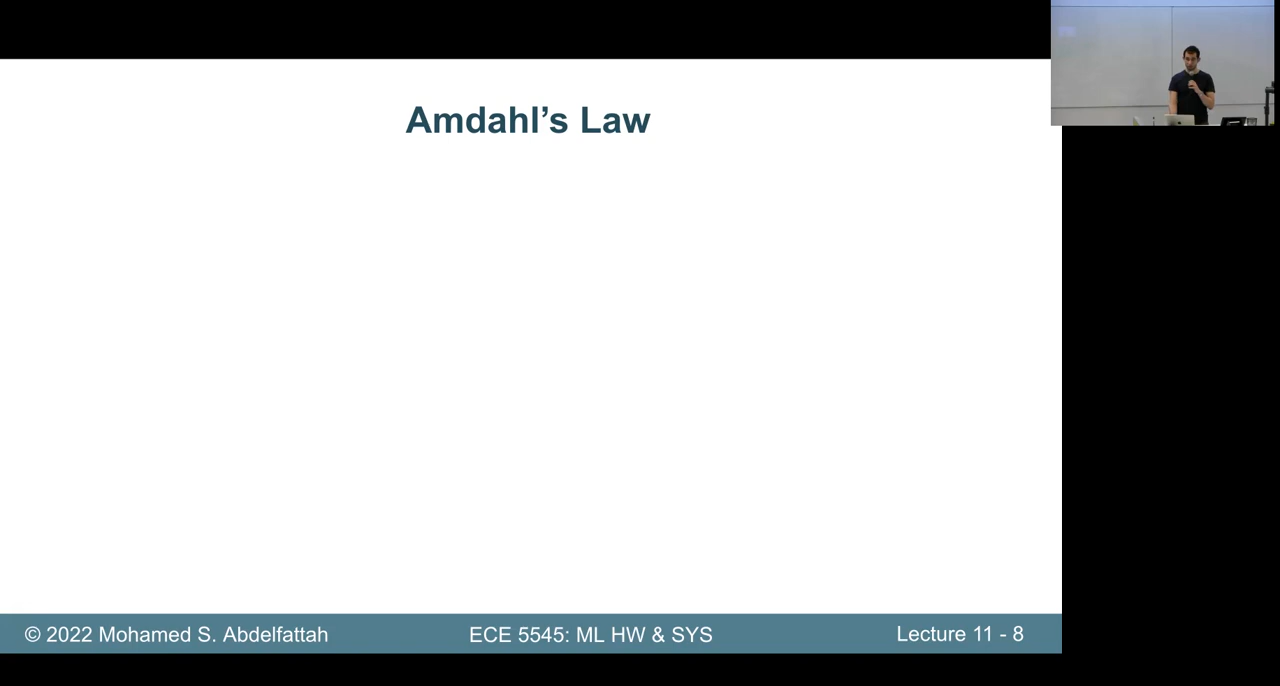 Amdahl’s Law
© 2022 Mohamed S. Abdelfattah
ECE 5545: ML HW & SYS
Lecture 11 - 8